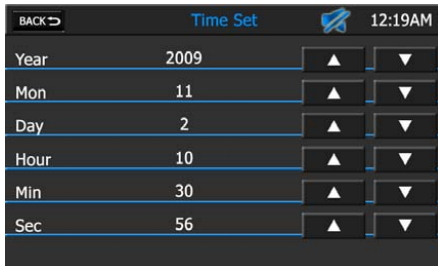 BACK Time Set 12:19AM
Year 2009
Mon 11
Day 2
Hour 10
Min 30
Sec 56